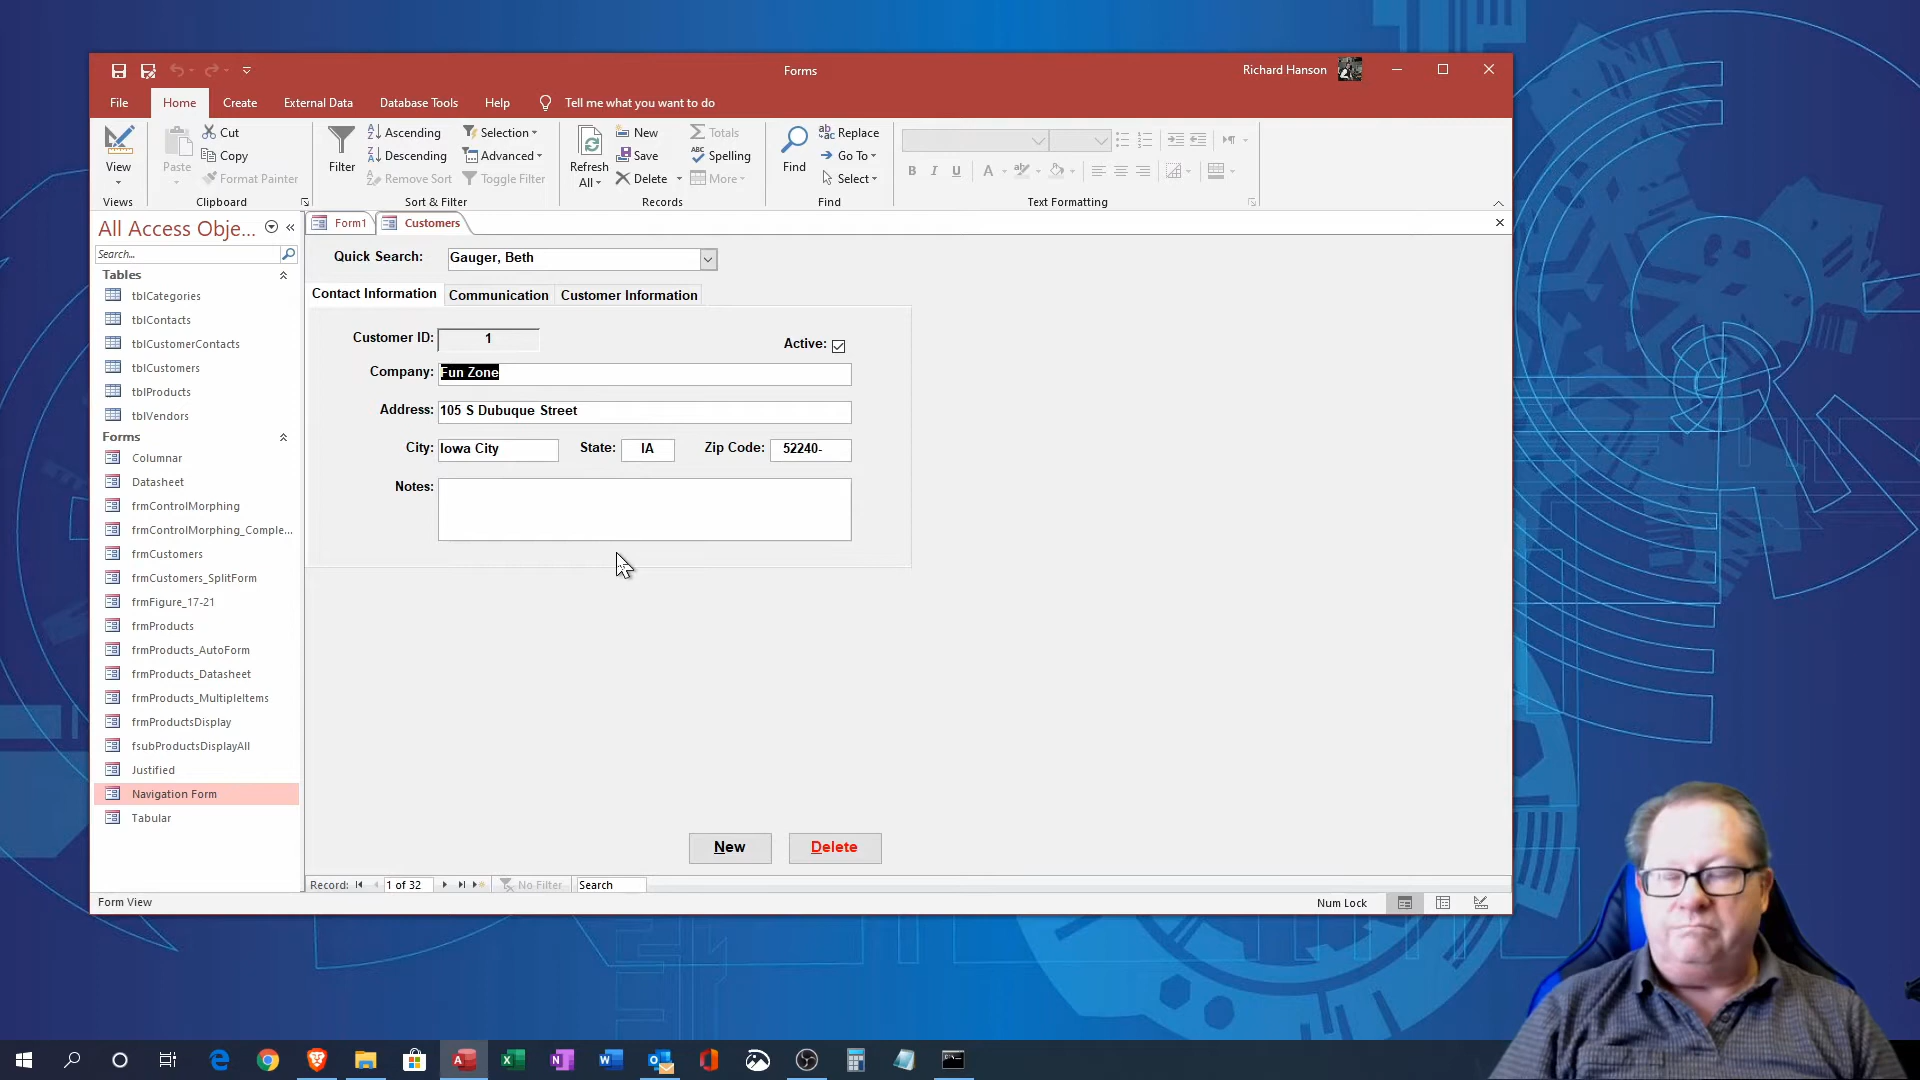 Forms
Richard Hanson
File Home Create External Data Database Tools Help Tell me what you want to do
View
Views
Paste
Cut
Copy
Format Painter
Clipboard
Filter
Ascending
Descending
Remove Sort
Selection
Advanced
Toggle Filter
Sort & Filter
Refresh
All
New
Save
Delete
Totals
Spelling
More
Records
Find
Replace
Go To
Select
Find
B I U A
Text Formatting
All Access Obje...
Search...
Tables
tblCategories
tblContacts
tblCustomerContacts
tblCustomers
tblProducts
tblVendors
Forms
Columnar
Datasheet
frmControlMorphing
frmControlMorphing_Comple...
frmCustomers
frmCustomers_SplitForm
frmFigure_17-21
frmProducts
frmProducts_AutoForm
frmProducts_Datasheet
frmProducts_MultipleItems
frmProductsDisplay
fsubProductsDisplayAll
Justified
Navigation Form
Tabular
Form1 Customers
Quick Search: Gauger, Beth
Contact Information Communication Customer Information
Customer ID: 1
Active:
Company: Fun Zone
Address: 105 S Dubuque Street
City: Iowa City State: IA Zip Code: 52240-
Notes:
New Delete
Record: 1 of 32 No Filter Search
Form View
Num Lock